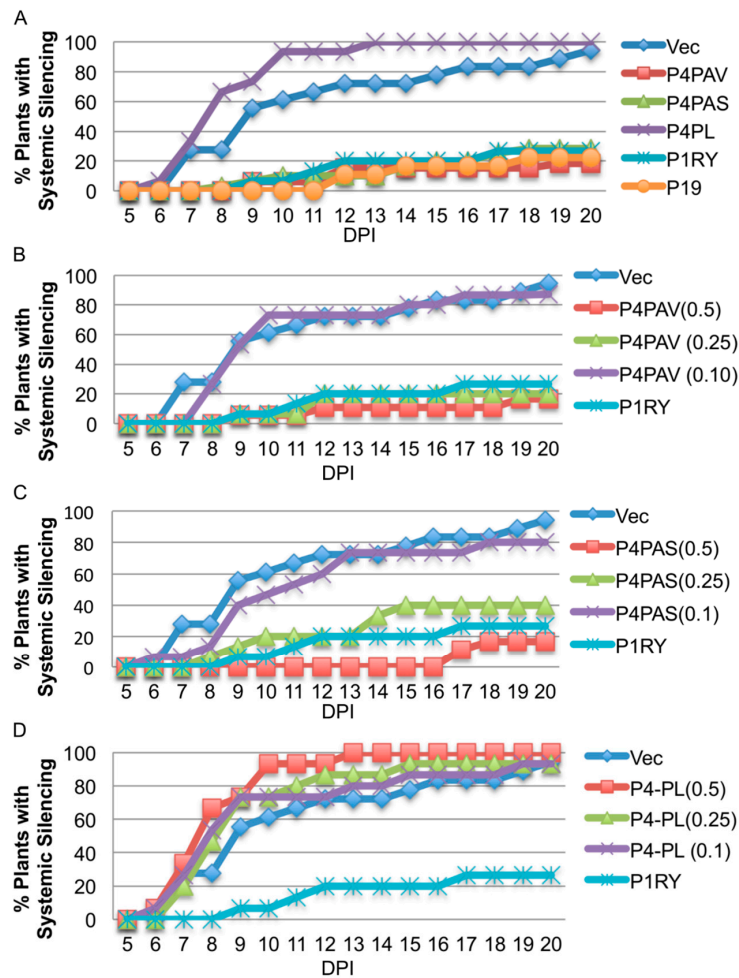 A
% Plants with
Systemic Silencing
100
80
60
40
20
0
5 6 7 8 9 10 11 12 13 14 15 16 17 18 19 20
DPI
Vec
P4PAV
P4PAS
P4PL
P1RY
P19
B
% Plants with
Systemic Silencing
100
80
60
40
20
0
5 6 7 8 9 10 11 12 13 14 15 16 17 18 19 20
DPI
Vec
P4PAV(0.5)
P4PAV (0.25)
P4PAV (0.10)
P1RY
C
% Plants with
Systemic Silencing
100
80
60
40
20
0
5 6 7 8 9 10 11 12 13 14 15 16 17 18 19 20
DPI
Vec
P4PAS(0.5)
P4PAS(0.25)
P4PAS(0.1)
P1RY
D
% Plants with
Systemic Silencing
100
80
60
40
20
0
5 6 7 8 9 10 11 12 13 14 15 16 17 18 19 20
DPI
Vec
P4-PL(0.5)
P4-PL(0.25)
P4-PL (0.1)
P1RY